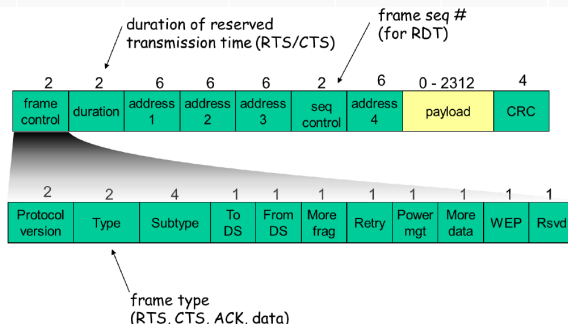 duration of reserved
transmission time (RTS/CTS)
frame seq #
(for RDT)
2 2 6 6 6 2 6 0 - 2312 4
frame
control
duration
address
1
address
2
address
3
seq
control
address
4
payload
CRC
2 2 4 1 1 1 1 1 1 1 1
Protocol
version
Type
Subtype
To
DS
From
DS
More
frag
Retry
Power
mgt
More
data
WEP
Rsvd
frame type
(RTS, CTS, ACK, data)